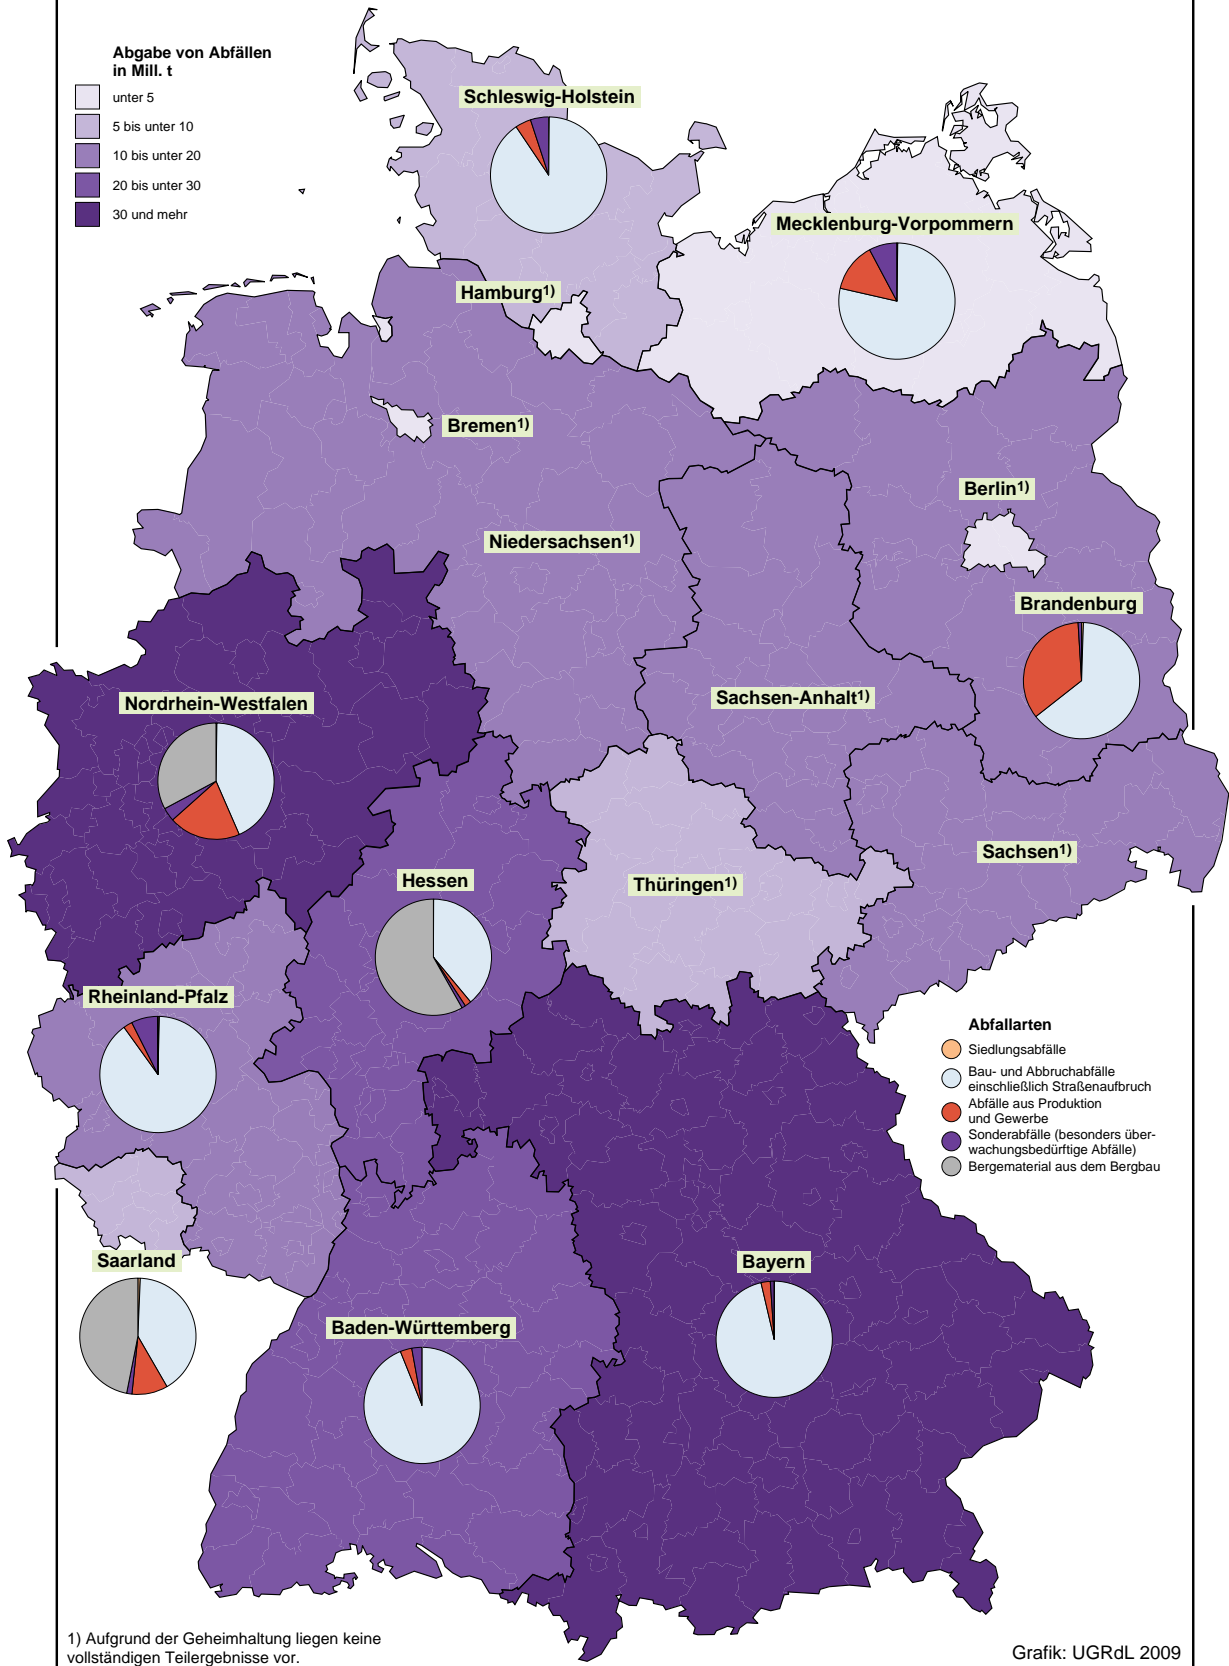 Abgabe von Abfällen
in Mill. t
unter 5
5 bis unter 10
10 bis unter 20
20 bis unter 30
30 und mehr
Schleswig-Holstein
Mecklenburg-Vorpommern
Hamburg1)
Bremen1)
Berlin1)
Niedersachsen1)
Brandenburg
Sachsen-Anhalt1)
Nordrhein-Westfalen
Sachsen1)
Hessen
Thüringen1)
Rheinland-Pfalz
Abfallarten
Siedlungsabfälle
Bau- und Abbruchabfälle
einschließlich Straßenaufbruch
Abfälle aus Produktion
und Gewerbe
Sonderabfälle (besonders über-
wachungsbedürftige Abfälle)
Bergematerial aus dem Bergbau
Saarland
Bayern
Baden-Württemberg
1) Aufgrund der Geheimhaltung liegen keine
vollständigen Teilergebnisse vor.
Grafik: UGRdL 2009